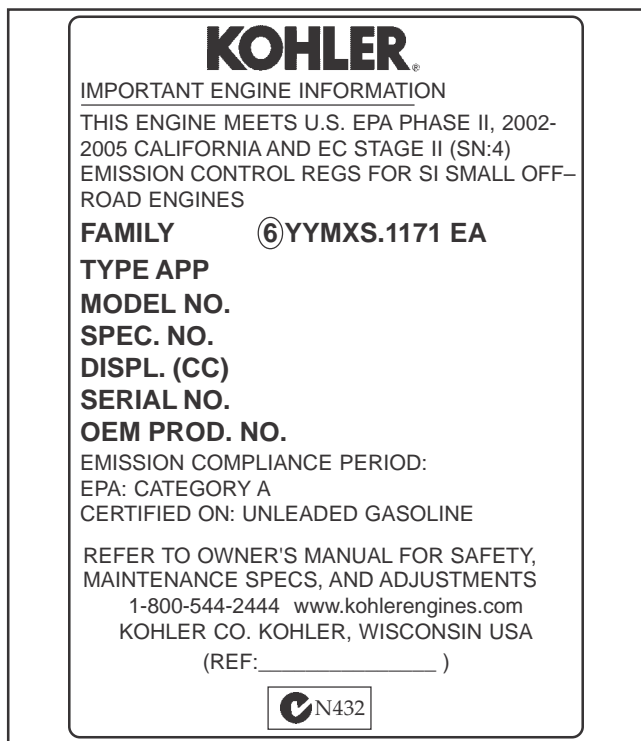 KOHLER®
IMPORTANT ENGINE INFORMATION
THIS ENGINE MEETS U.S. EPA PHASE II, 2002-
2005 CALIFORNIA AND EC STAGE II (SN:4)
EMISSION CONTROL REGS FOR SI SMALL OFF–
ROAD ENGINES
FAMILY 6YYMXS.1171 EA
TYPE APP
MODEL NO.
SPEC. NO.
DISPL. (CC)
SERIAL NO.
OEM PROD. NO.
EMISSION COMPLIANCE PERIOD:
EPA: CATEGORY A
CERTIFIED ON: UNLEADED GASOLINE
REFER TO OWNER'S MANUAL FOR SAFETY,
MAINTENANCE SPECS, AND ADJUSTMENTS
1-800-544-2444 www.kohlerengines.com
KOHLER CO. KOHLER, WISCONSIN USA
(REF:_______________ )
N432